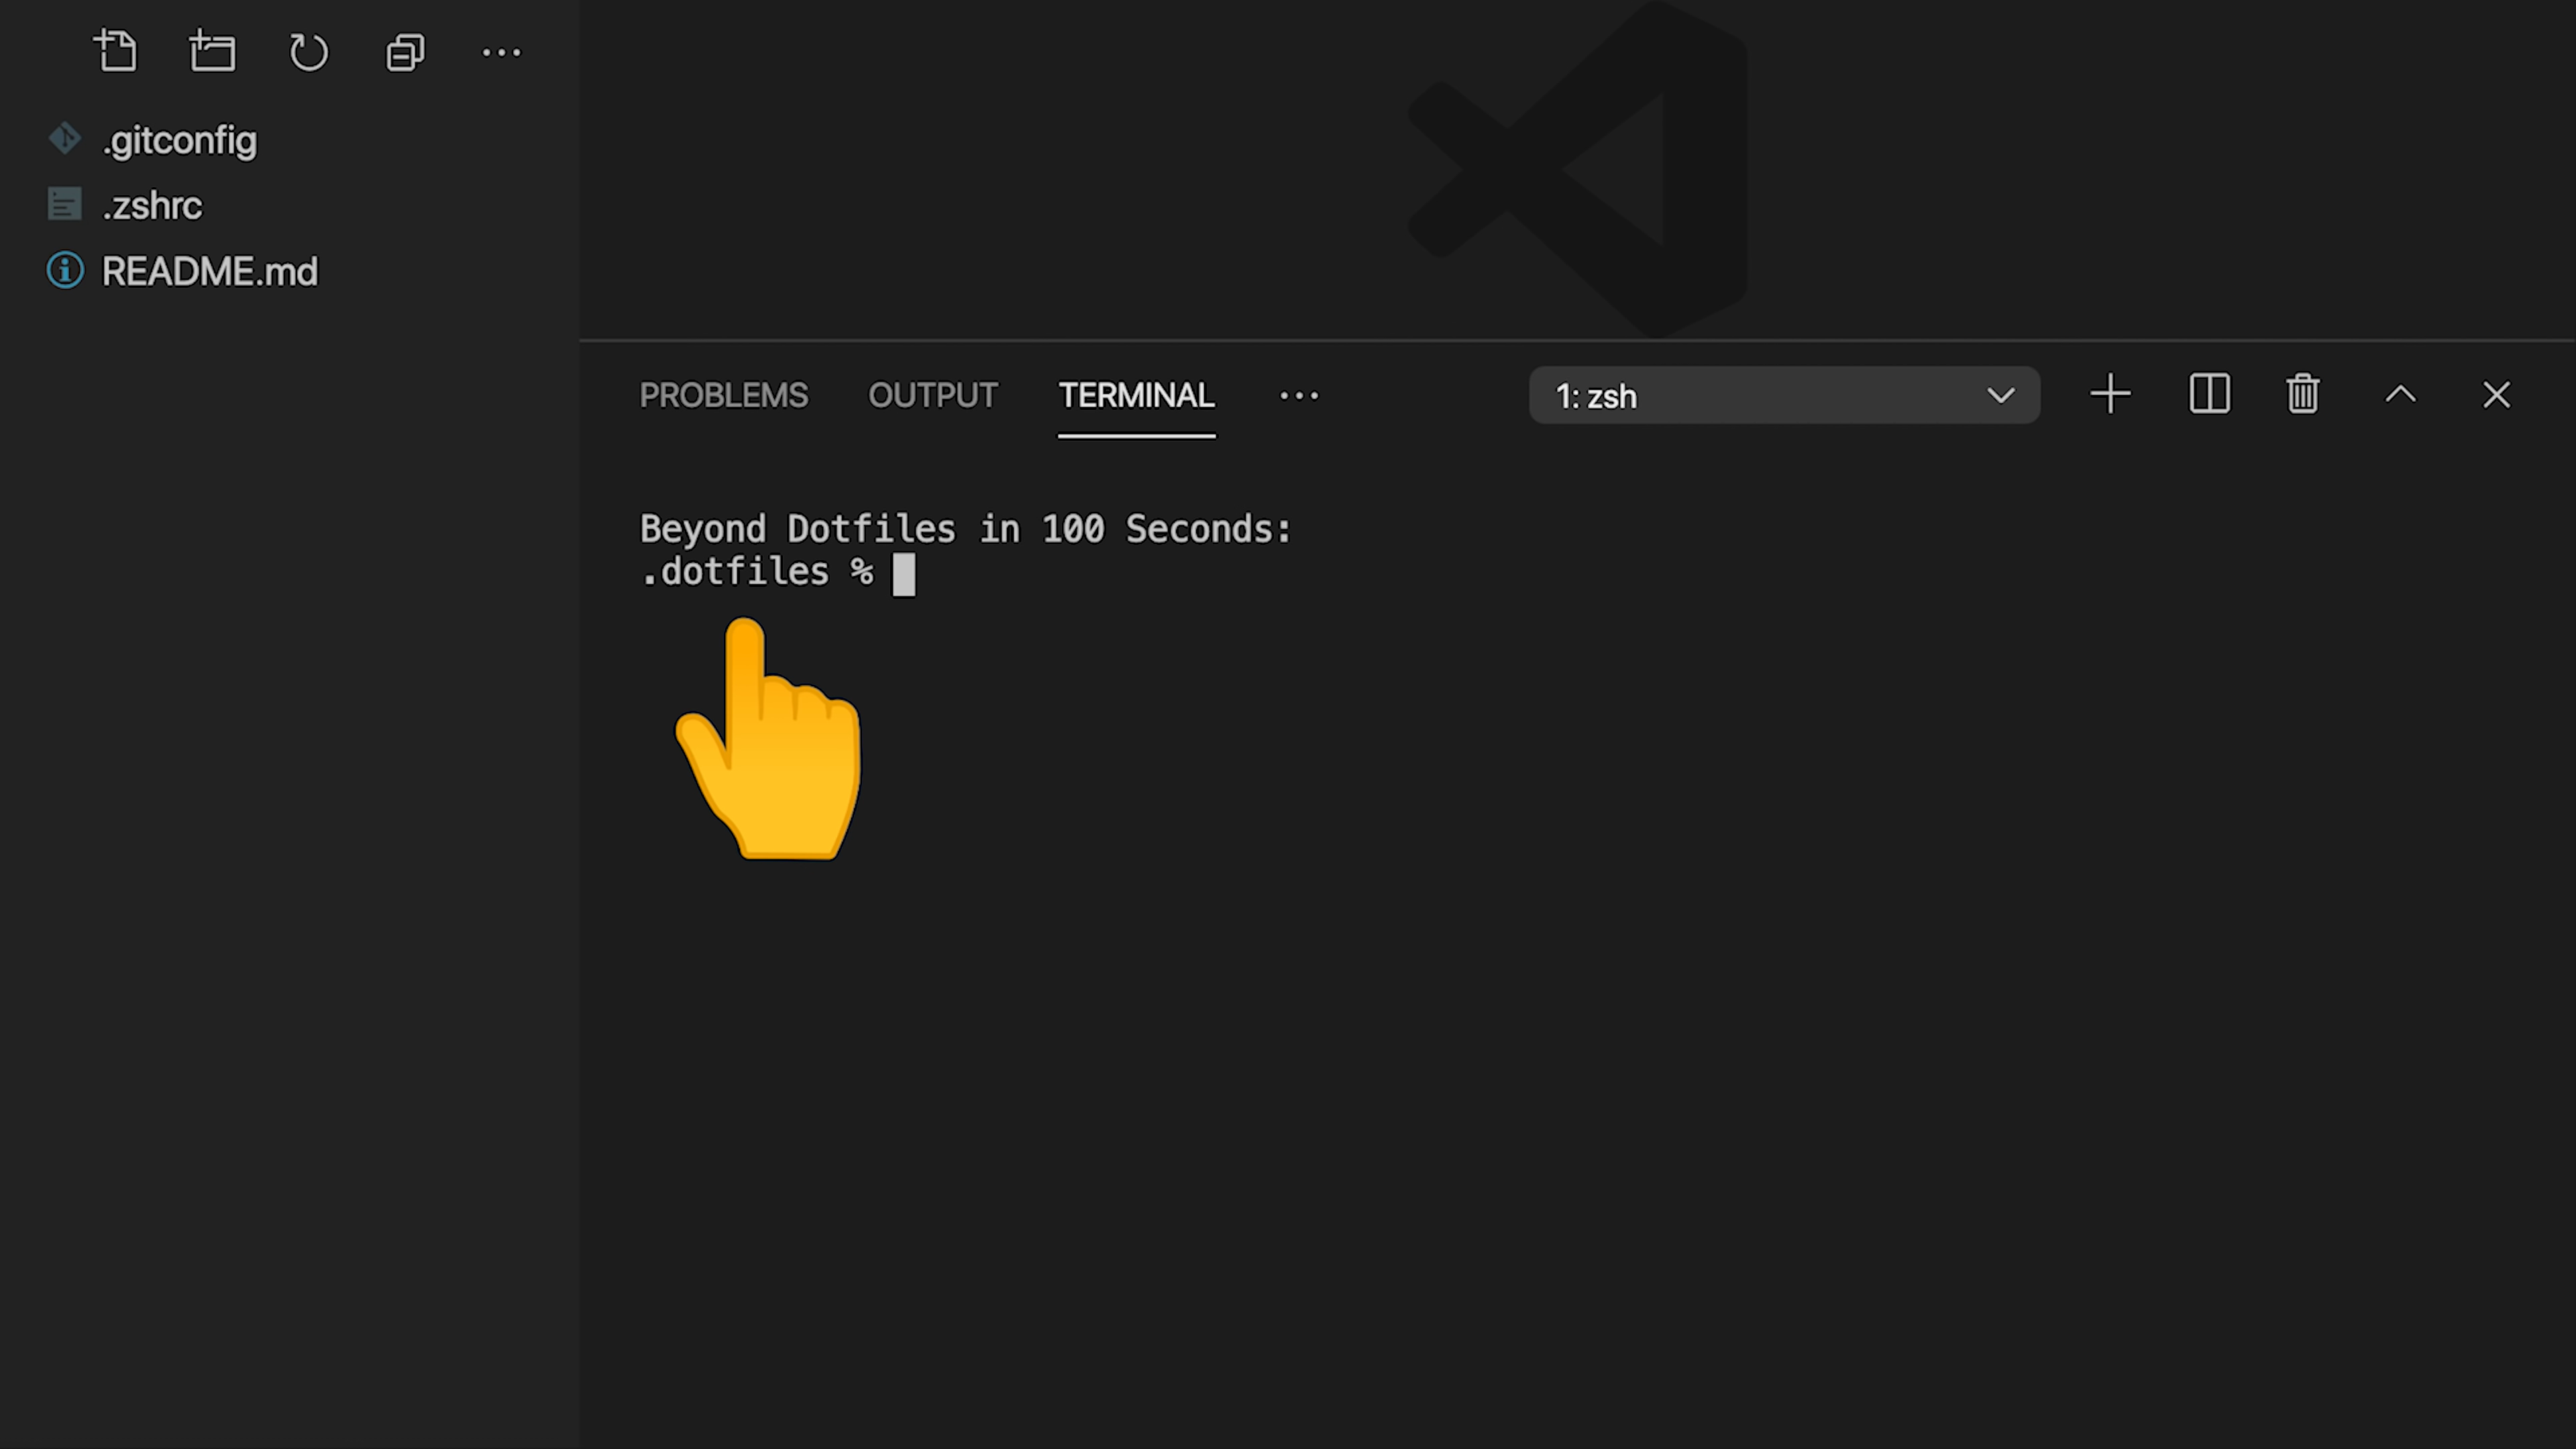 .gitconfig
.zshrc
README.md
PROBLEMS OUTPUT TERMINAL 1: zsh
Beyond Dotfiles in 100 Seconds:
.dotfiles %